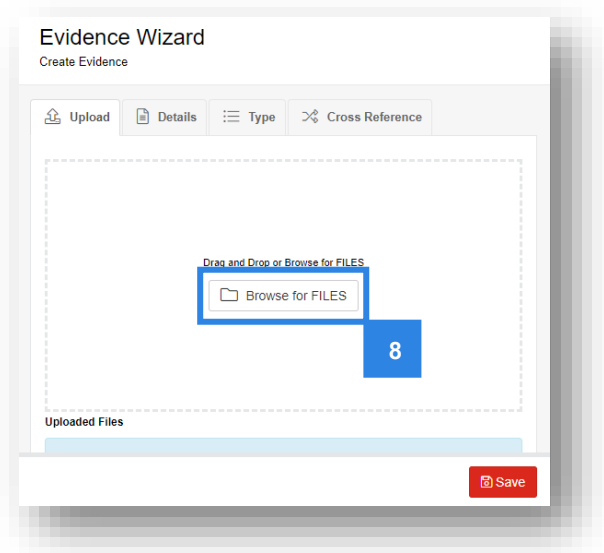 Evidence Wizard
Create Evidence
Upload Details Type Cross Reference
Drag and Drop or Browse for FILES
Browse for FILES
8
Uploaded Files
Save